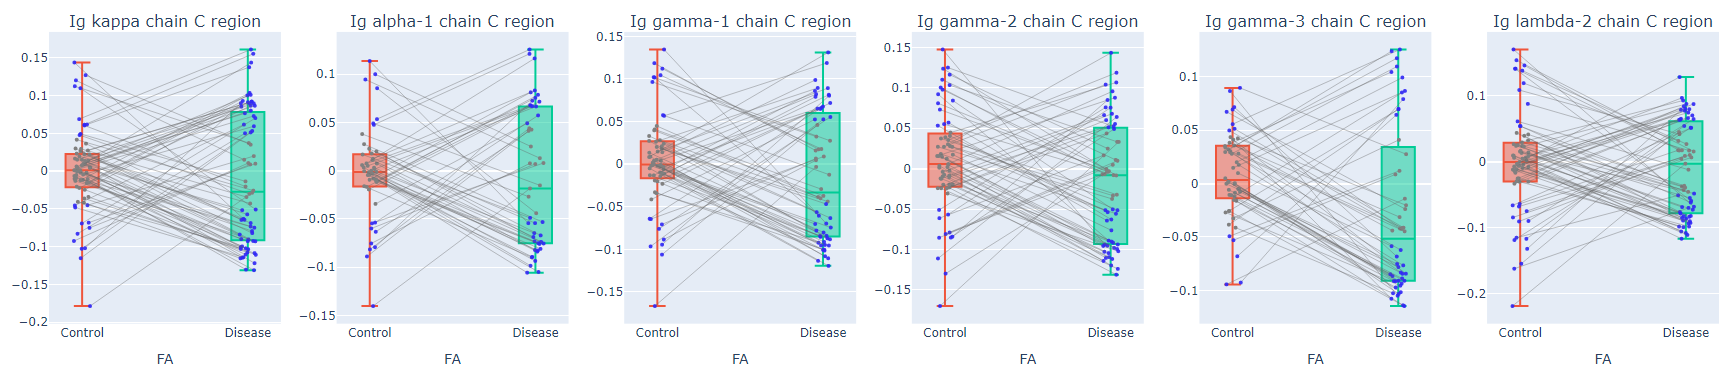 Ig kappa chain C region
0.15
0.1
0.05
0
−0.05
−0.1
−0.15
−0.2
Control
Disease
FA
Ig alpha-1 chain C region
0.1
0.05
0
−0.05
−0.1
−0.15
Control
Disease
FA
Ig gamma-1 chain C region
0.15
0.1
0.05
0
−0.05
−0.1
−0.15
Control
Disease
FA
Ig gamma-2 chain C region
0.15
0.1
0.05
0
−0.05
−0.1
−0.15
Control
Disease
FA
Ig gamma-3 chain C region
0.1
0.05
0
−0.05
−0.1
Control
Disease
FA
Ig lambda-2 chain C region
0.1
0
−0.1
−0.2
Control
Disease
FA